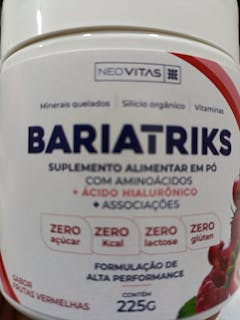 NEOVITAS
Minerais quelados Silício orgânico Vitaminas
BARIATRIKS
SUPLEMENTO ALIMENTAR EM PÓ
COM AMINOÁCIDOS
+ ÁCIDO HIALURÔNICO
+ ASSOCIAÇÕES
ZERO açúcar
ZERO Kcal
ZERO lactose
ZERO glúten
FORMULAÇÃO DE
ALTA PERFORMANCE
SABOR
FRUTAS VERMELHAS
CONTÉM
225G